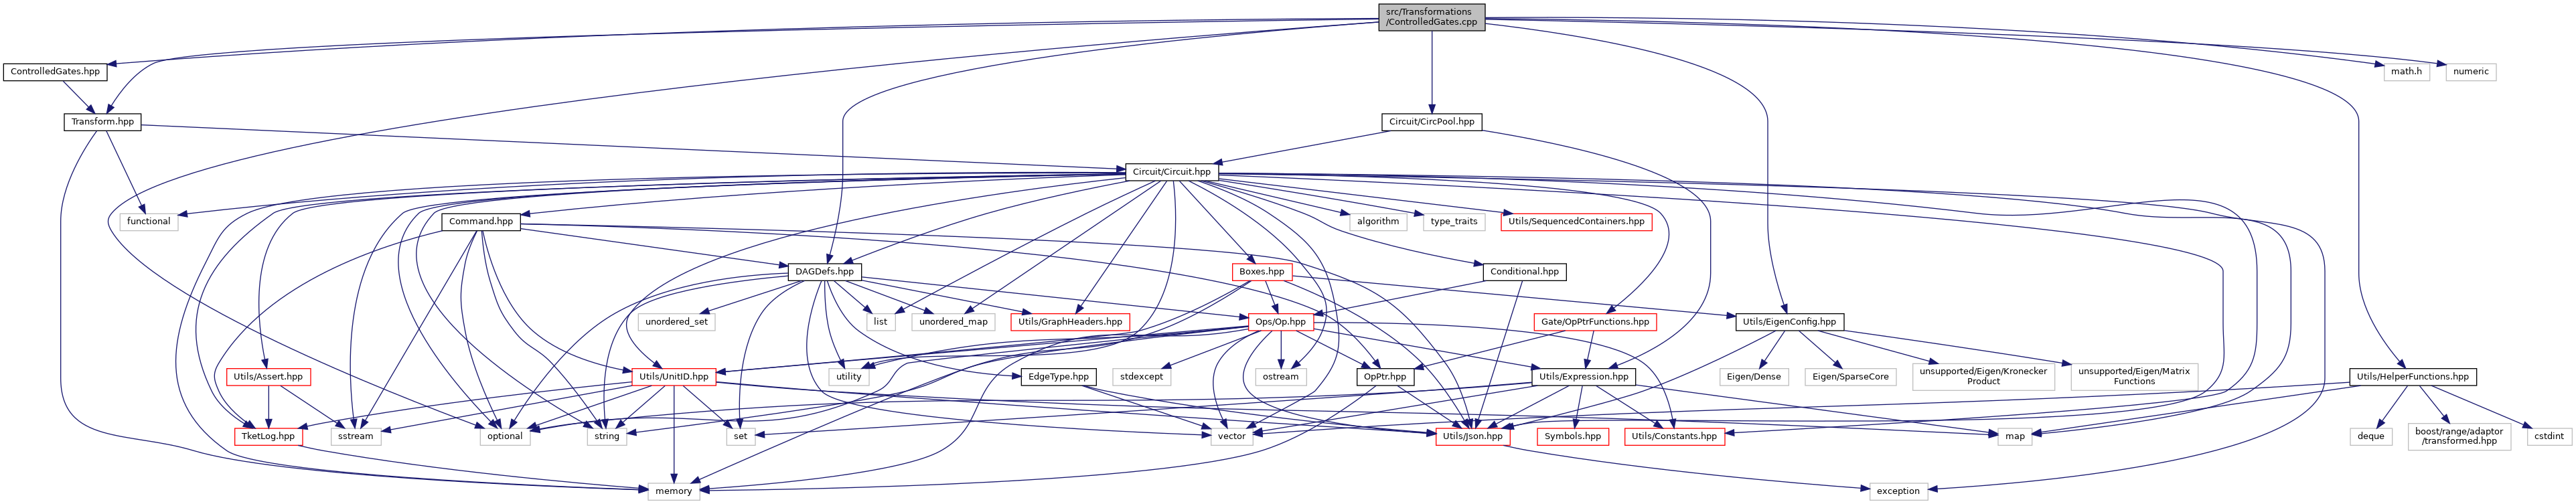 src/Transformations
/ControlledGates.cpp
ControlledGates.hpp
math.h
numeric
Transform.hpp
Circuit/CircPool.hpp
Circuit/Circuit.hpp
functional
Command.hpp
algorithm
type_traits
Utils/SequencedContainers.hpp
DAGDefs.hpp
Boxes.hpp
Conditional.hpp
unordered_set
list
unordered_map
Utils/GraphHeaders.hpp
Ops/Op.hpp
Gate/OpPtrFunctions.hpp
Utils/EigenConfig.hpp
Utils/Assert.hpp
Utils/UnitID.hpp
utility
EdgeType.hpp
stdexcept
ostream
OpPtr.hpp
Utils/Expression.hpp
Eigen/Dense
Eigen/SparseCore
unsupported/Eigen/Kronecker
Product
unsupported/Eigen/Matrix
Functions
Utils/HelperFunctions.hpp
TketLog.hpp
sstream
optional
string
set
vector
Utils/Json.hpp
Symbols.hpp
Utils/Constants.hpp
map
deque
boost/range/adaptor
/transformed.hpp
cstdint
memory
exception